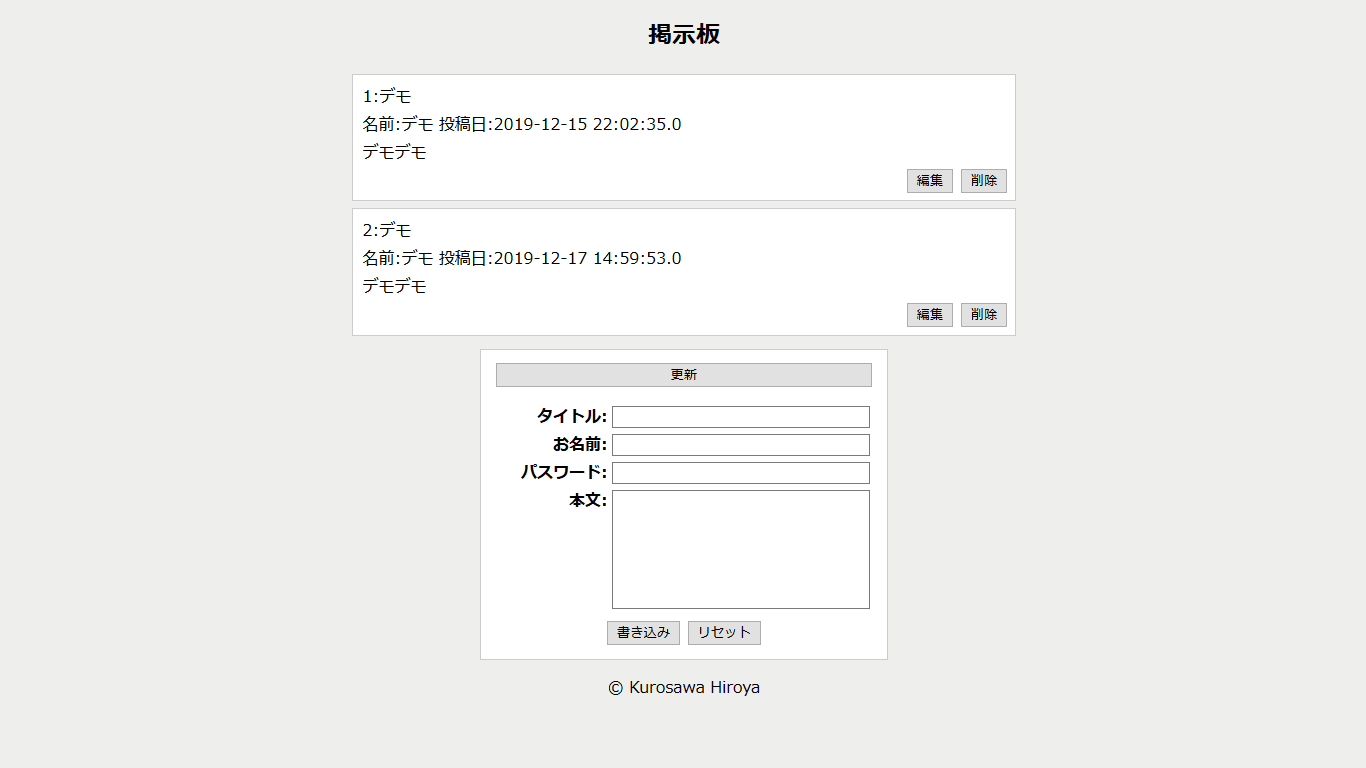 掲示板
1:デモ
名前:デモ 投稿日:2019-12-15 22:02:35.0
デモデモ
編集 削除
2:デモ
名前:デモ 投稿日:2019-12-17 14:59:53.0
デモデモ
編集 削除
更新
タイトル:
お名前:
パスワード:
本文:
書き込み リセット
© Kurosawa Hiroya